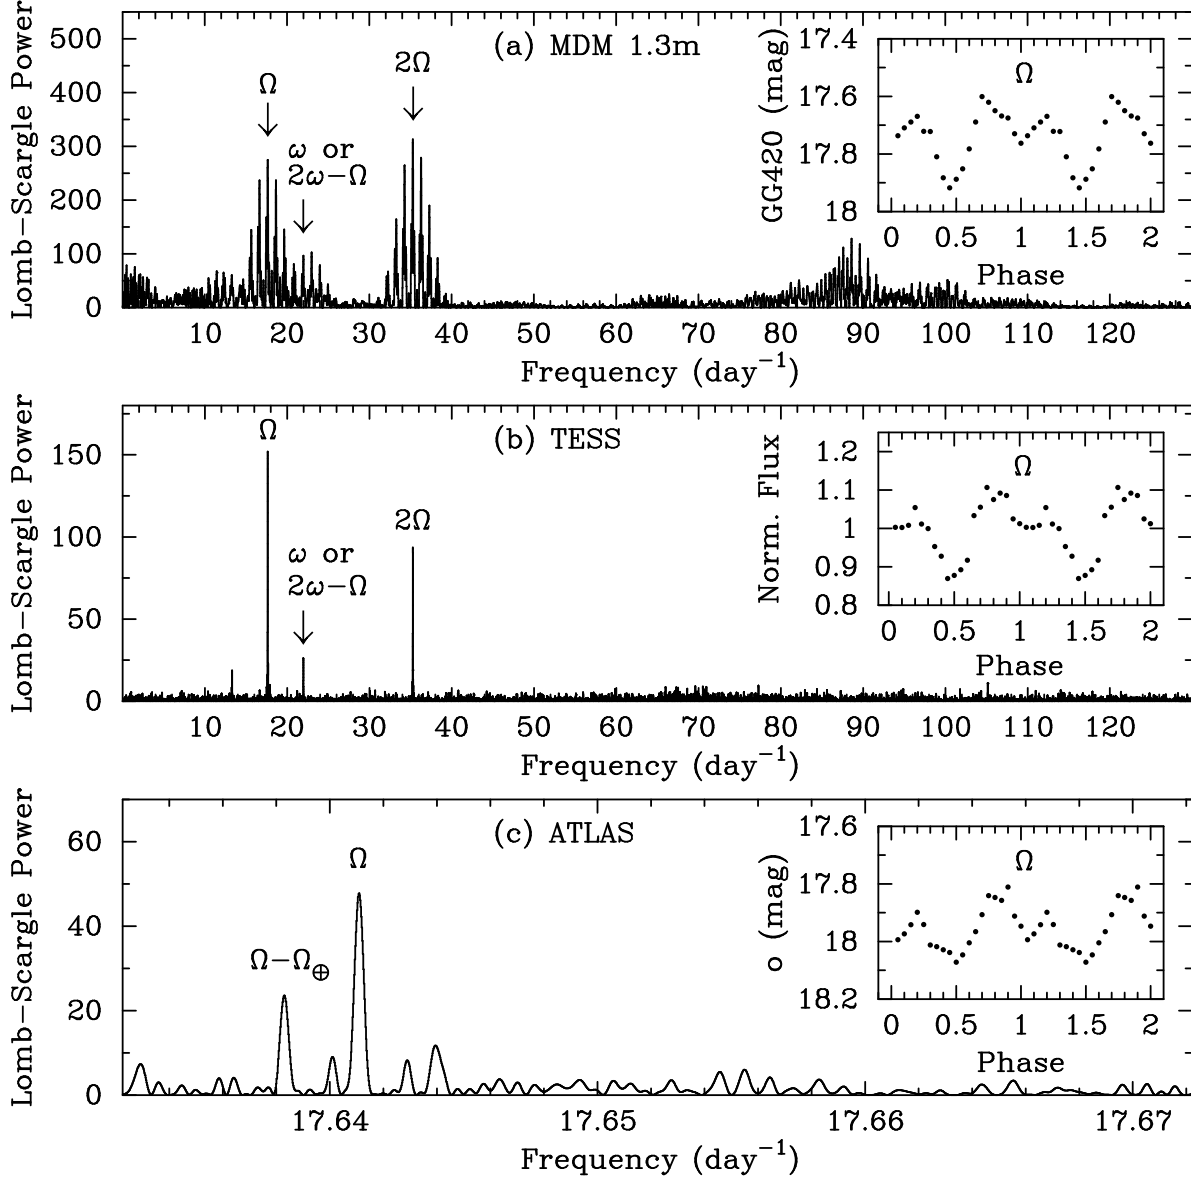 (a) MDM 1.3m
Lomb−Scargle Power
500
400
300
200
100
0
Ω
ω or
2ω−Ω
2Ω
10 20 30 40 50 60 70 80 90 100 110 120
Frequency (day⁻¹)
GG420 (mag)
17.4
17.6
17.8
18
Ω
0 0.5 1 1.5 2
Phase
(b) TESS
Lomb−Scargle Power
150
100
50
0
Ω
ω or
2ω−Ω
2Ω
10 20 30 40 50 60 70 80 90 100 110 120
Frequency (day⁻¹)
Norm. Flux
1.2
1.1
1
0.9
0.8
Ω
0 0.5 1 1.5 2
Phase
(c) ATLAS
Lomb−Scargle Power
60
40
20
0
Ω−Ω⊕
Ω
17.64 17.65 17.66 17.67
Frequency (day⁻¹)
o (mag)
17.6
17.8
18
18.2
Ω
0 0.5 1 1.5 2
Phase